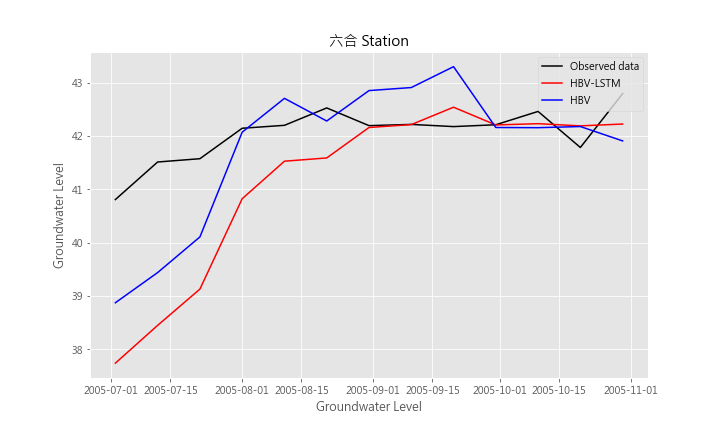 六合 Station
Observed data
HBV-LSTM
HBV
43
42
41
40
39
38
Groundwater Level
2005-07-01 2005-07-15 2005-08-01 2005-08-15 2005-09-01 2005-09-15 2005-10-01 2005-10-15 2005-11-01
Groundwater Level